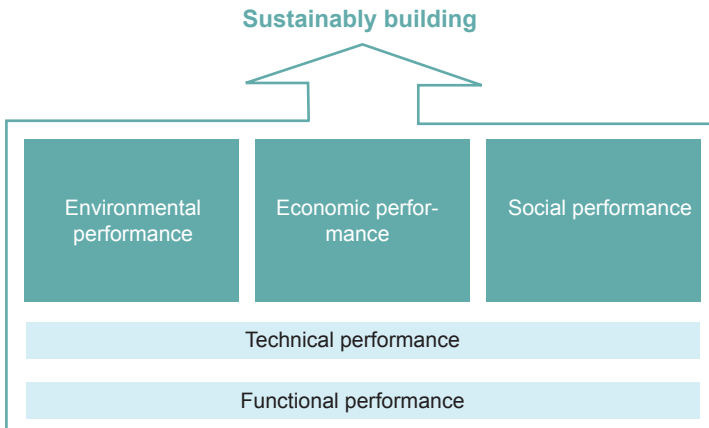 Sustainably building
Environmental
performance
Economic perfor-
mance
Social performance
Technical performance
Functional performance